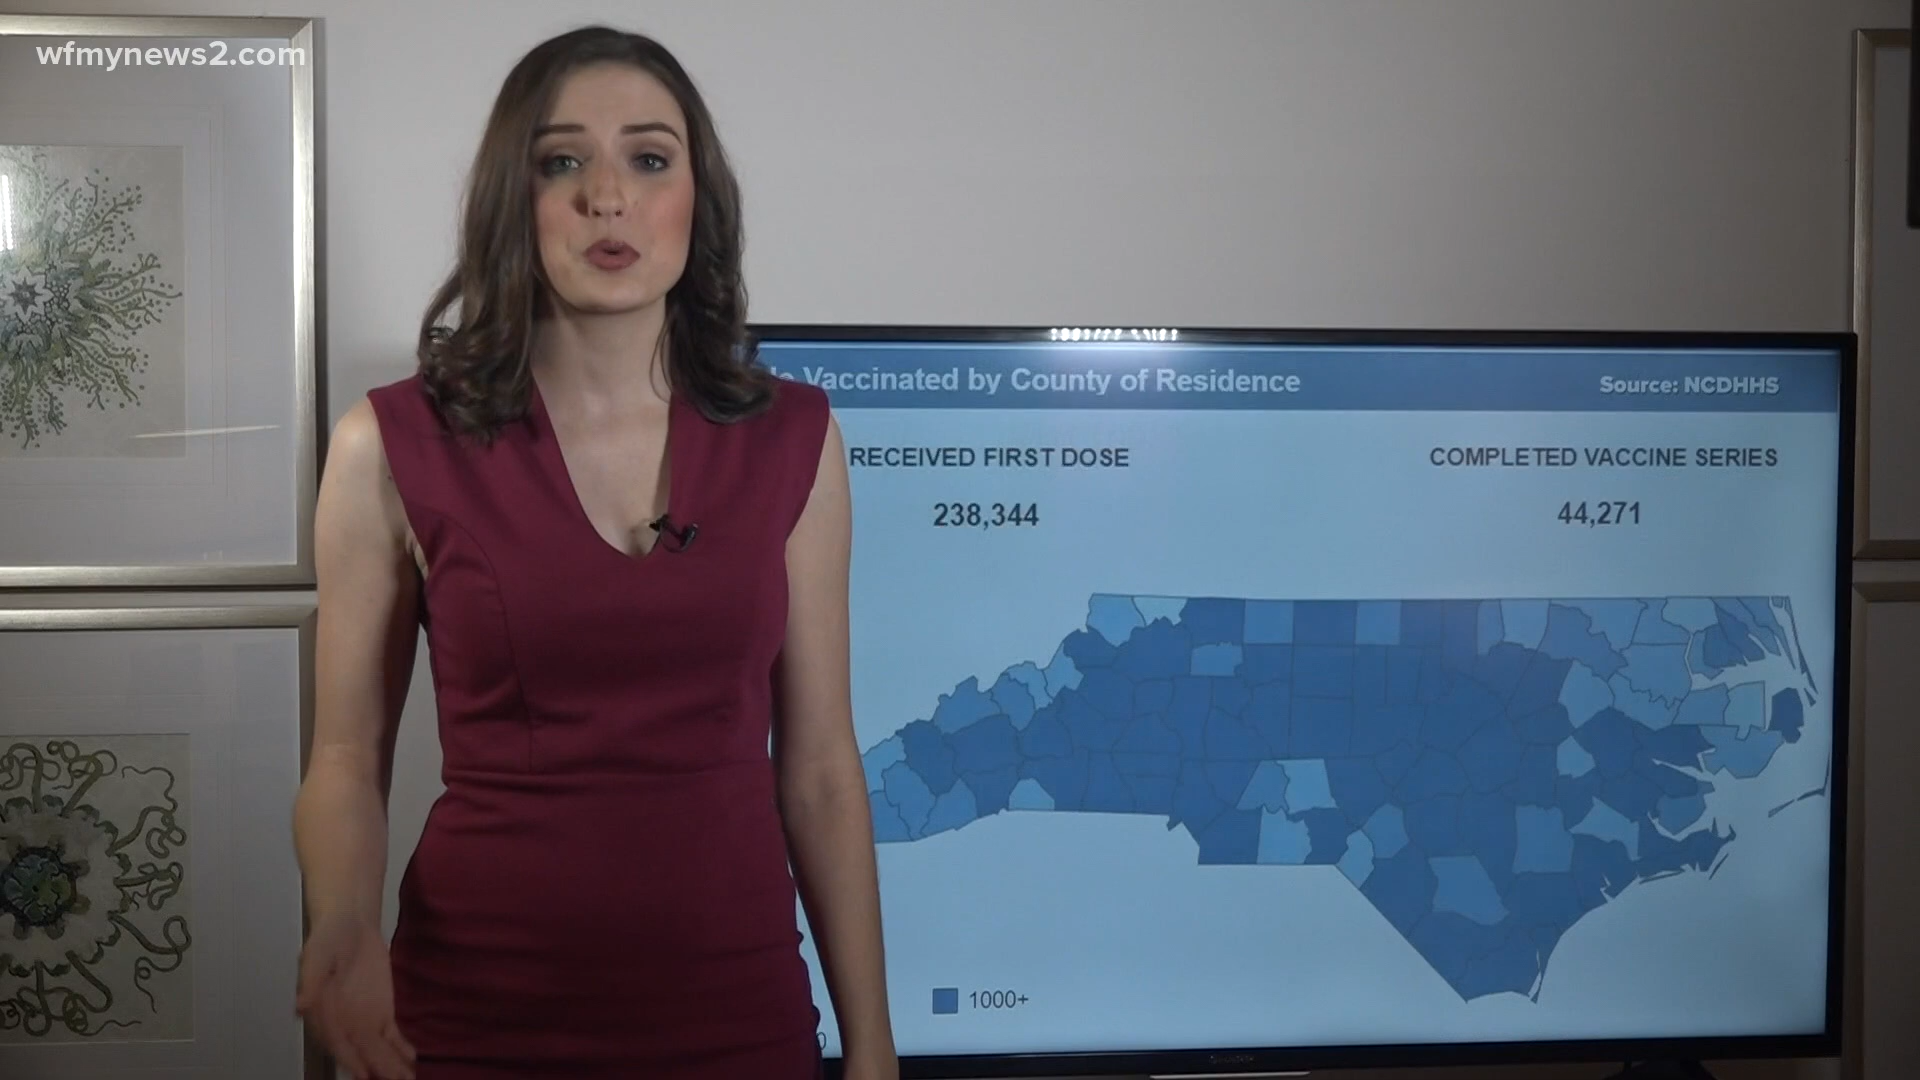 wfmynews2.com
Vaccinated by County of Residence
Source: NCDHHS
RECEIVED FIRST DOSE
COMPLETED VACCINE SERIES
238,344
44,271
1000+